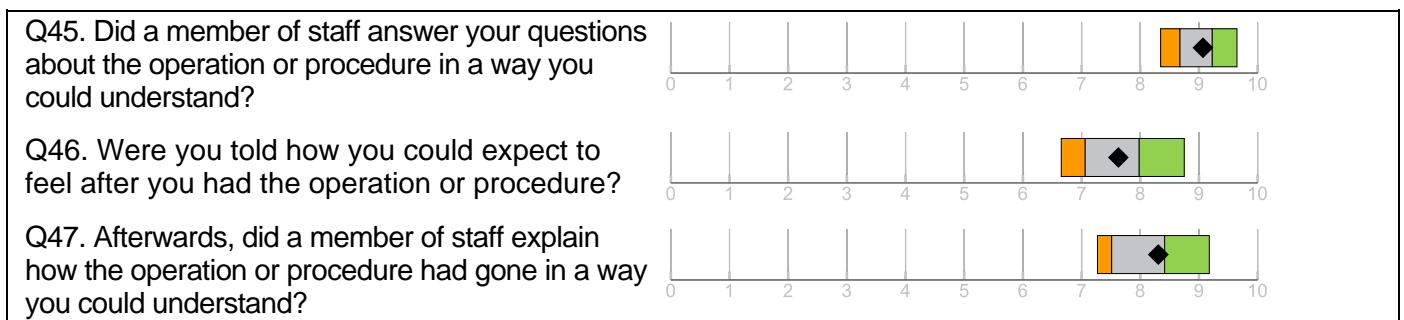 Q45. Did a member of staff answer your questions
about the operation or procedure in a way you
could understand?
0 1 2 3 4 5 6 7 8 9 10
Q46. Were you told how you could expect to
feel after you had the operation or procedure?
0 1 2 3 4 5 6 7 8 9 10
Q47. Afterwards, did a member of staff explain
how the operation or procedure had gone in a way
you could understand?
0 1 2 3 4 5 6 7 8 9 10